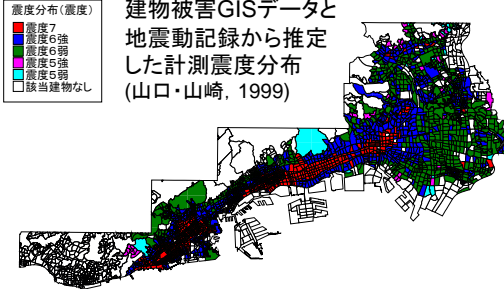 震度分布(震度)
震度7
震度6強
震度6弱
震度5強
震度5弱
該当建物なし
建物被害GISデータと
地震動記録から推定
した計測震度分布
(山口・山崎, 1999)